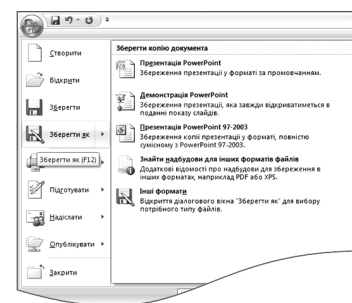 Створити
Відкрити
Зберегти
Зберегти як
Зберегти як (F12)
Підготувати
Надіслати
Опублікувати
Закрити
Зберегти копію документа
Презентація PowerPoint
Збереження презентації у форматі за промовчанням.
Демонстрація PowerPoint
Збереження презентації, яка завжди відкриватиметься в
поданні показу слайдів.
Презентація PowerPoint 97-2003
Збереження копії презентації у форматі, повністю
сумісному з PowerPoint 97-2003.
Знайти надбудови для інших форматів файлів
Додаткові відомості про надбудови для збереження в
інших форматах, наприклад PDF або XPS.
Інші формати
Відкриття діалогового вікна "Зберегти як" для вибору
потрібного типу файлів.